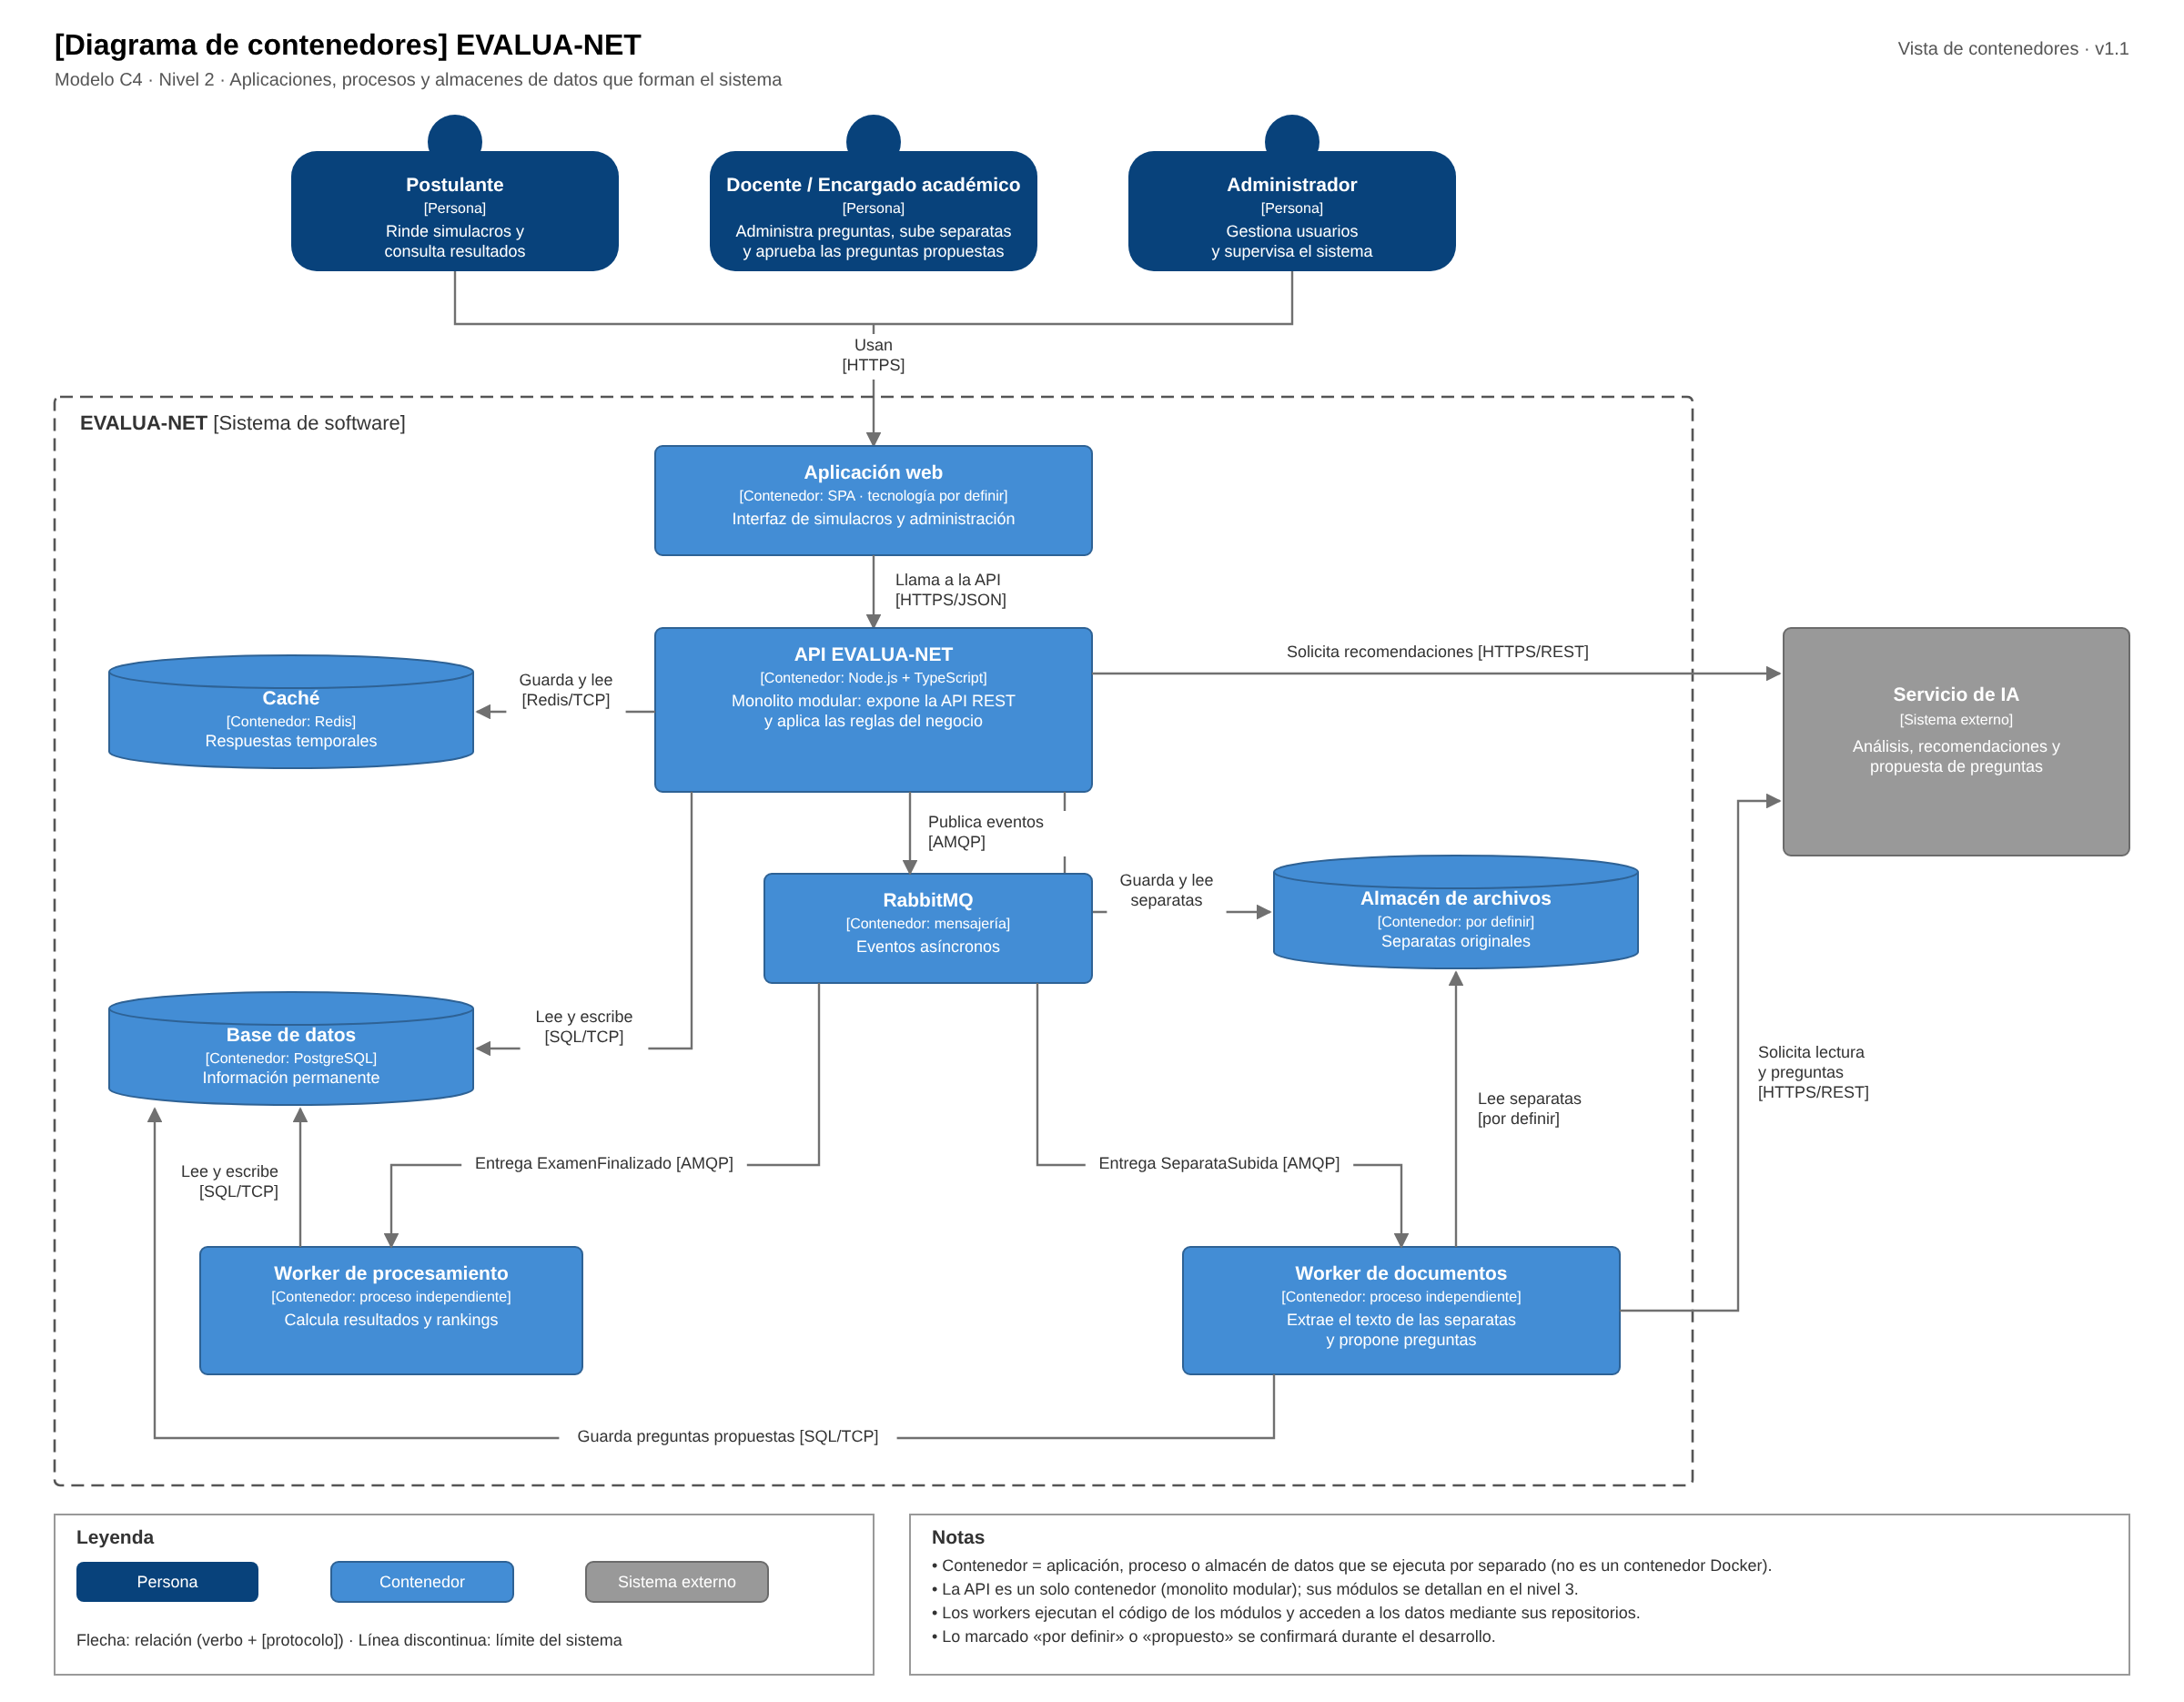 [Diagrama de contenedores] EVALUA-NET
Vista de contenedores · v1.1
Modelo C4 · Nivel 2 · Aplicaciones, procesos y almacenes de datos que forman el sistema
Postulante
[Persona]
Rinde simulacros y
consulta resultados
Docente / Encargado académico
[Persona]
Administra preguntas, sube separatas
y aprueba las preguntas propuestas
Administrador
[Persona]
Gestiona usuarios
y supervisa el sistema
Usan
[HTTPS]
EVALUA-NET [Sistema de software]
Aplicación web
[Contenedor: SPA · tecnología por definir]
Interfaz de simulacros y administración
Llama a la API
[HTTPS/JSON]
API EVALUA-NET
[Contenedor: Node.js + TypeScript]
Monolito modular: expone la API REST
y aplica las reglas del negocio
Solicita recomendaciones [HTTPS/REST]
Servicio de IA
[Sistema externo]
Análisis, recomendaciones y
propuesta de preguntas
Guarda y lee
[Redis/TCP]
Caché
[Contenedor: Redis]
Respuestas temporales
Publica eventos
[AMQP]
RabbitMQ
[Contenedor: mensajería]
Eventos asíncronos
Guarda y lee
separatas
Almacén de archivos
[Contenedor: por definir]
Separatas originales
Lee y escribe
[SQL/TCP]
Base de datos
[Contenedor: PostgreSQL]
Información permanente
Solicita lectura
y preguntas
[HTTPS/REST]
Lee separatas
[por definir]
Lee y escribe
[SQL/TCP]
Entrega ExamenFinalizado [AMQP]
Entrega SeparataSubida [AMQP]
Worker de procesamiento
[Contenedor: proceso independiente]
Calcula resultados y rankings
Worker de documentos
[Contenedor: proceso independiente]
Extrae el texto de las separatas
y propone preguntas
Guarda preguntas propuestas [SQL/TCP]
Leyenda
Persona
Contenedor
Sistema externo
Flecha: relación (verbo + [protocolo]) · Línea discontinua: límite del sistema
Notas
• Contenedor = aplicación, proceso o almacén de datos que se ejecuta por separado (no es un contenedor Docker).
• La API es un solo contenedor (monolito modular); sus módulos se detallan en el nivel 3.
• Los workers ejecutan el código de los módulos y acceden a los datos mediante sus repositorios.
• Lo marcado «por definir» o «propuesto» se confirmará durante el desarrollo.